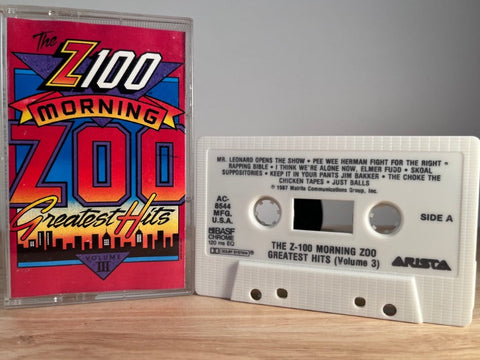 The
Z100
MORNING
ZOO
Greatest Hits
VOLUME
III
MR. LEONARD OPENS THE SHOW • PEE WEE HERMAN FIGHT FOR THE RIGHT •
RAPPING BIBLE • I THINK WE'RE ALONE NOW, ELMER FUDD • SKOAL
SUPPOSITORIES • KEEP IT IN YOUR PANTS JIM BAKKER • THE CHOKE THE
CHICKEN TAPES • JUST BALLS
℗ 1987 Malrite Communications Group, Inc.
AC-
8544
MFG.
U.S.A.
SIDE A
BASF
CHROME
120 ms EQ
DOLBY SYSTEM
THE Z-100 MORNING ZOO
GREATEST HITS (Volume 3)
ARISTA